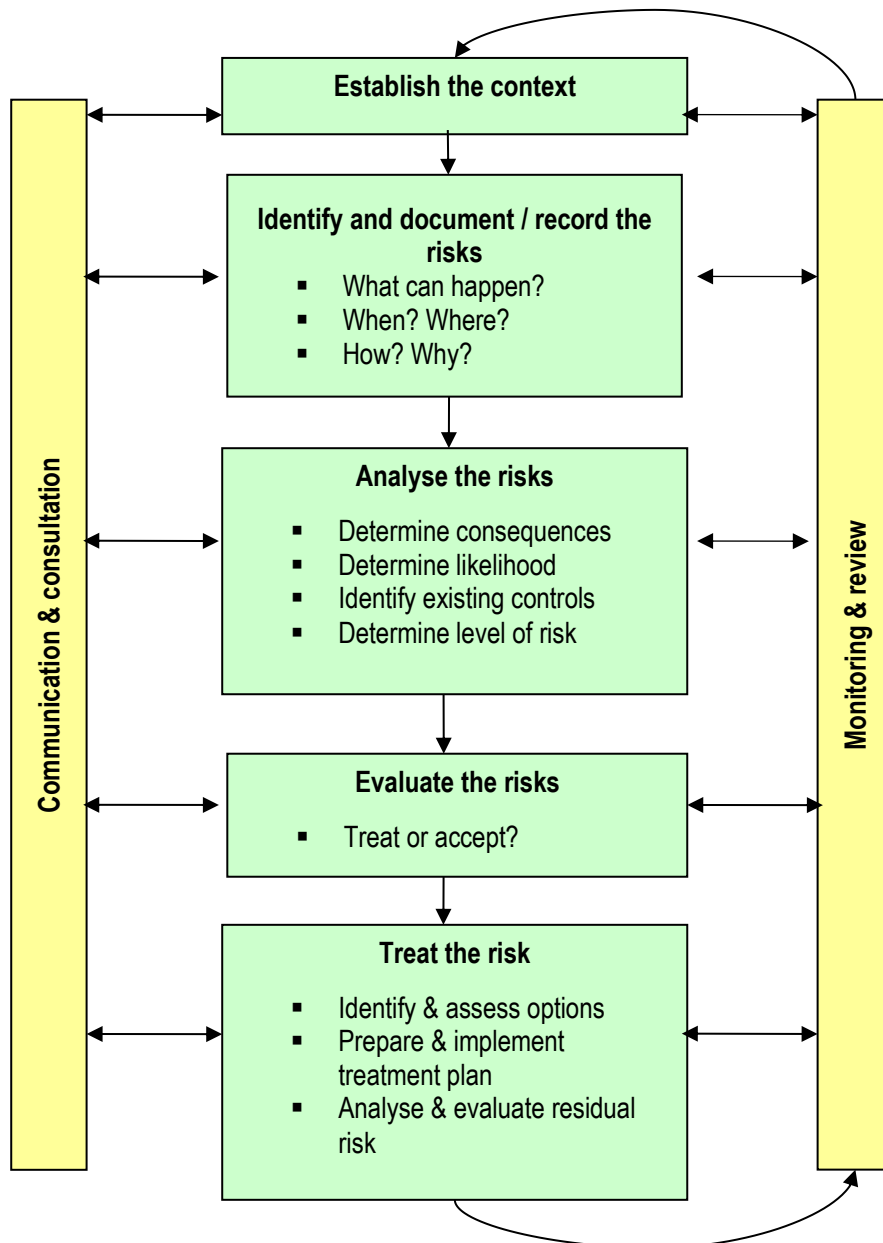 Establish the context
Identify and document / record the
risks
▪ What can happen?
▪ When? Where?
▪ How? Why?
Analyse the risks
▪ Determine consequences
▪ Determine likelihood
▪ Identify existing controls
▪ Determine level of risk
Evaluate the risks
▪ Treat or accept?
Treat the risk
▪ Identify & assess options
▪ Prepare & implement
treatment plan
▪ Analyse & evaluate residual
risk
Communication & consultation
Monitoring & review